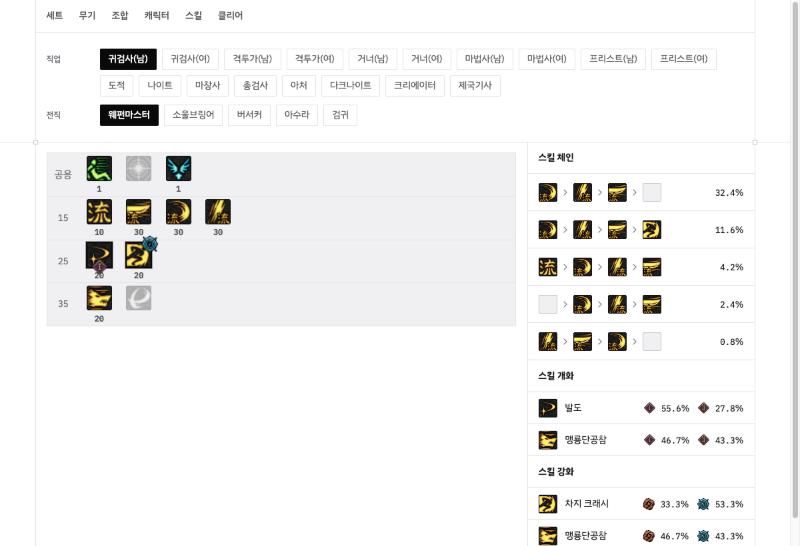 세트 무기 조합 캐릭터 스킬 클리어
직업 귀검사(남) 귀검사(여) 격투가(남) 격투가(여) 거너(남) 거너(여) 마법사(남) 마법사(여) 프리스트(남) 프리스트(여)
도적 나이트 마창사 총검사 아처 다크나이트 크리에이터 제국기사
전직 웨펀마스터 소울브링어 버서커 아수라 검귀
공용
1 1
15 流 流 流 流
10 30 30 30
25
20 20
35
20
스킬 체인
32.4%
11.6%
流
4.2%
2.4%
0.8%
스킬 개화
발도 55.6% 27.8%
맹룡단공참 46.7% 43.3%
스킬 강화
차지 크래시 33.3% 53.3%
맹룡단공참 46.7% 43.3%